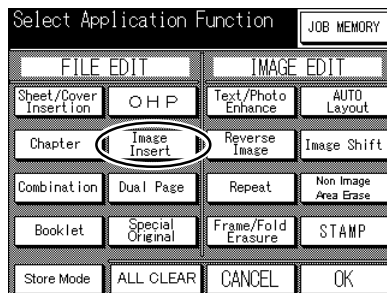 Select Application Function
JOB MEMORY
FILE EDIT
IMAGE EDIT
Sheet/Cover
Insertion
OHP
Text/Photo
Enhance
AUTO
Layout
Chapter
Image
Insert
Reverse
Image
Image Shift
Combination
Dual Page
Repeat
Non Image
Area Erase
Booklet
Special
Original
Frame/Fold
Erasure
STAMP
Store Mode
ALL CLEAR
CANCEL
OK